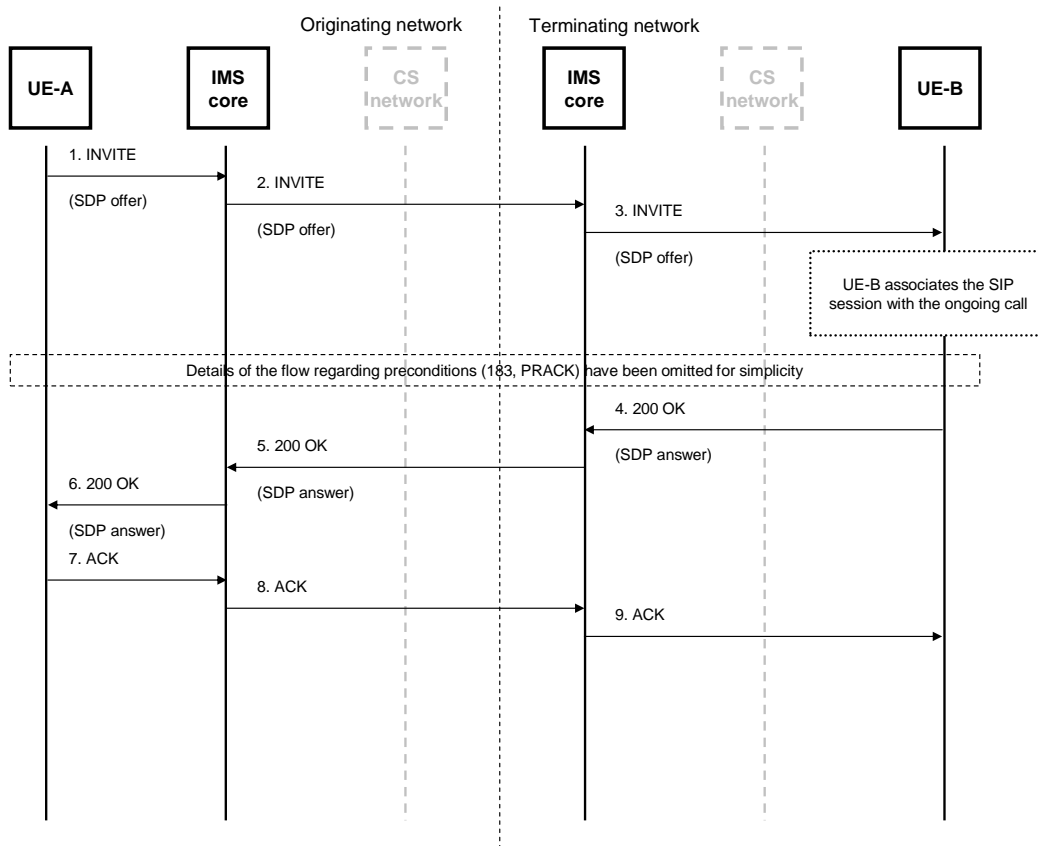 Originating network
Terminating network
UE-A
IMS
core
CS
network
IMS
core
CS
network
UE-B
1. INVITE
(SDP offer)
2. INVITE
(SDP offer)
3. INVITE
(SDP offer)
UE-B associates the SIP
session with the ongoing call
Details of the flow regarding preconditions (183, PRACK) have been omitted for simplicity
4. 200 OK
(SDP answer)
5. 200 OK
(SDP answer)
6. 200 OK
(SDP answer)
7. ACK
8. ACK
9. ACK